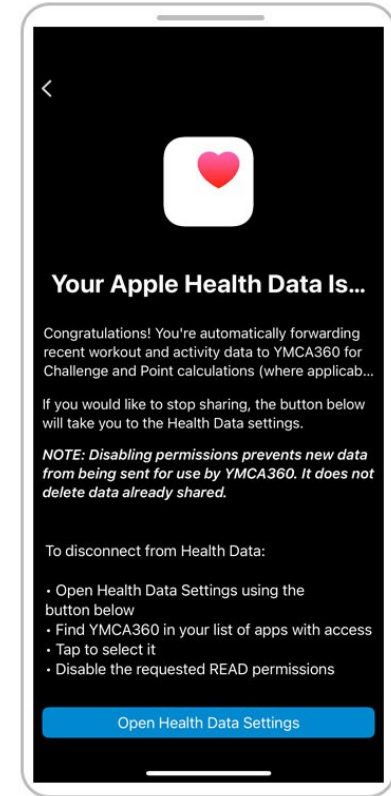 Your Apple Health Data Is...
Congratulations! You're automatically forwarding
recent workout and activity data to YMCA360 for
Challenge and Point calculations (where applicab...
If you would like to stop sharing, the button below
will take you to the Health Data settings.
NOTE: Disabling permissions prevents new data
from being sent for use by YMCA360. It does not
delete data already shared.
To disconnect from Health Data:
• Open Health Data Settings using the
button below
• Find YMCA360 in your list of apps with access
• Tap to select it
• Disable the requested READ permissions
Open Health Data Settings